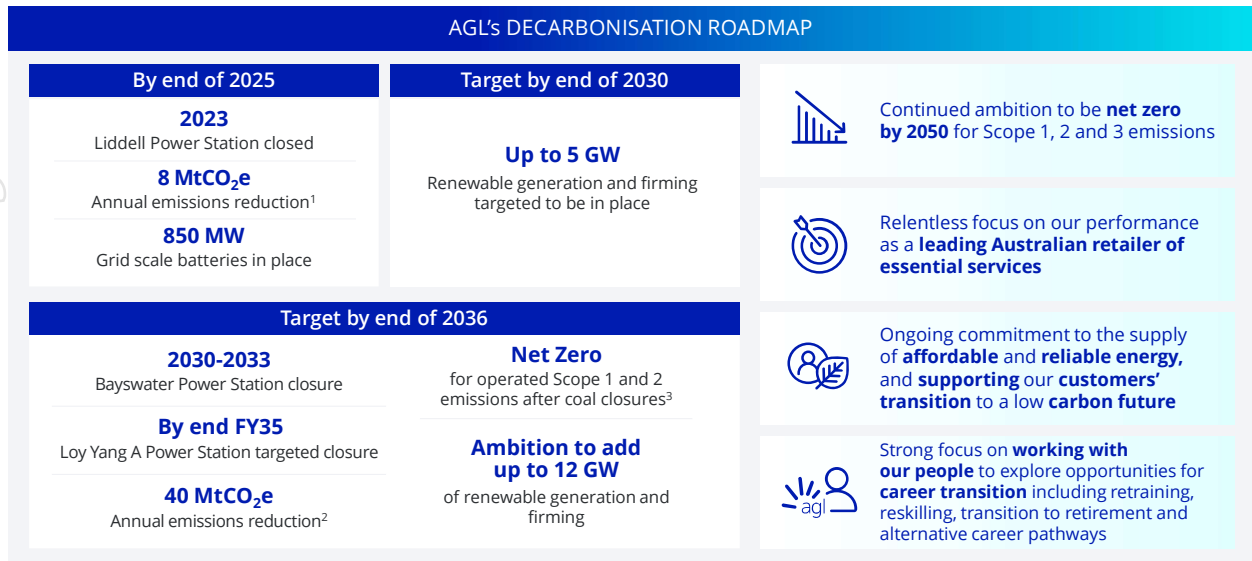 AGL's DECARBONISATION ROADMAP
By end of 2025
2023
Liddell Power Station closed
8 MtCO₂e
Annual emissions reduction¹
850 MW
Grid scale batteries in place
Target by end of 2030
Up to 5 GW
Renewable generation and firming
targeted to be in place
Target by end of 2036
2030-2033
Bayswater Power Station closure
By end FY35
Loy Yang A Power Station targeted closure
40 MtCO₂e
Annual emissions reduction²
Net Zero
for operated Scope 1 and 2
emissions after coal closures³
Ambition to add
up to 12 GW
of renewable generation and
firming
Continued ambition to be net zero
by 2050 for Scope 1, 2 and 3 emissions
Relentless focus on our performance
as a leading Australian retailer of
essential services
Ongoing commitment to the supply
of affordable and reliable energy,
and supporting our customers'
transition to a low carbon future
agl
Strong focus on working with
our people to explore opportunities for
career transition including retraining,
reskilling, transition to retirement and
alternative career pathways